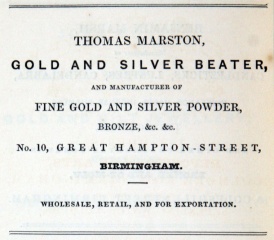 THOMAS MARSTON,
GOLD AND SILVER BEATER,
AND MANUFACTURER OF
FINE GOLD AND SILVER POWDER,
BRONZE, &c. &c.
No. 10, GREAT HAMPTON-STREET,
BIRMINGHAM.
WHOLESALE, RETAIL, AND FOR EXPORTATION.